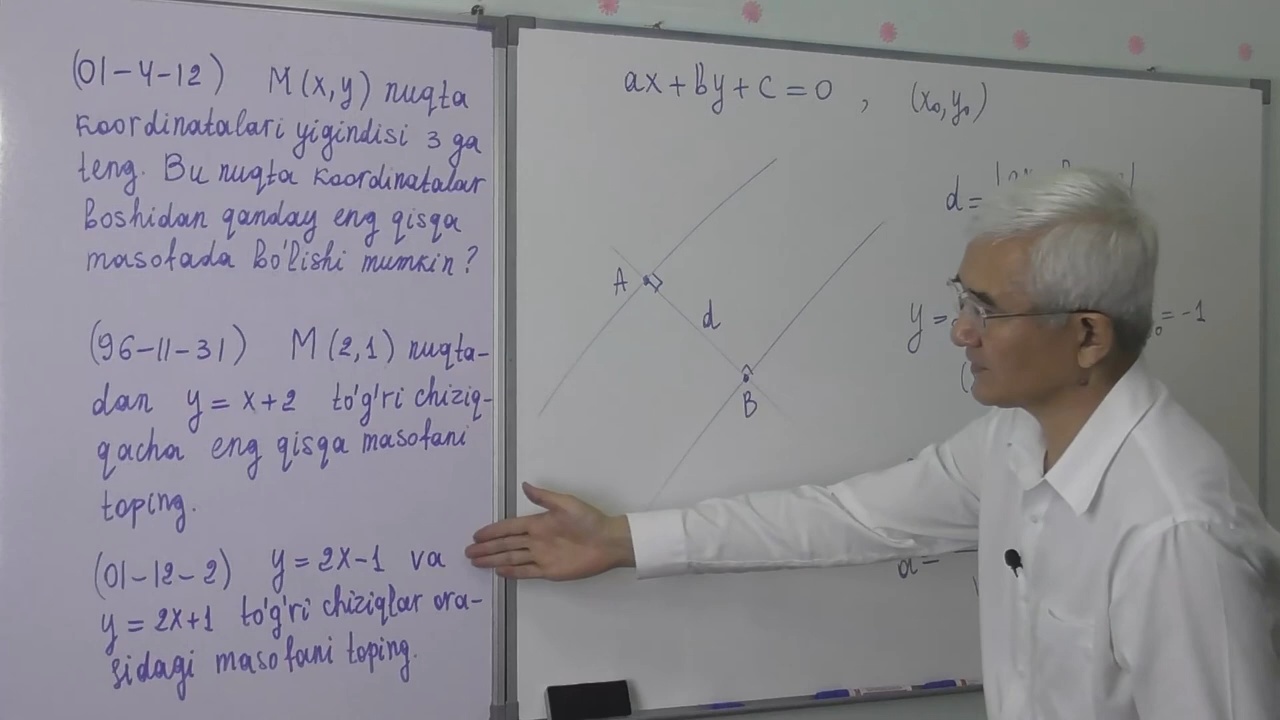 (01-4-12) M(x,y) nuqta
koordinatalari yigindisi 3 ga
teng. Bu nuqta koordinatalar
boshidan qanday eng qisqa
masofada bo'lishi mumkin?
(96-11-31) M(2,1) nuqta-
dan y = x+2 to'g'ri chiziq-
qacha eng qisqa masofani
toping.
(01-12-2) y = 2x-1 va
y = 2x+1 to'g'ri chiziqlar ora-
sidagi masofani toping.
ax+by+c=0, (x₀,y₀)
d=
A
d
B
y=
=-1